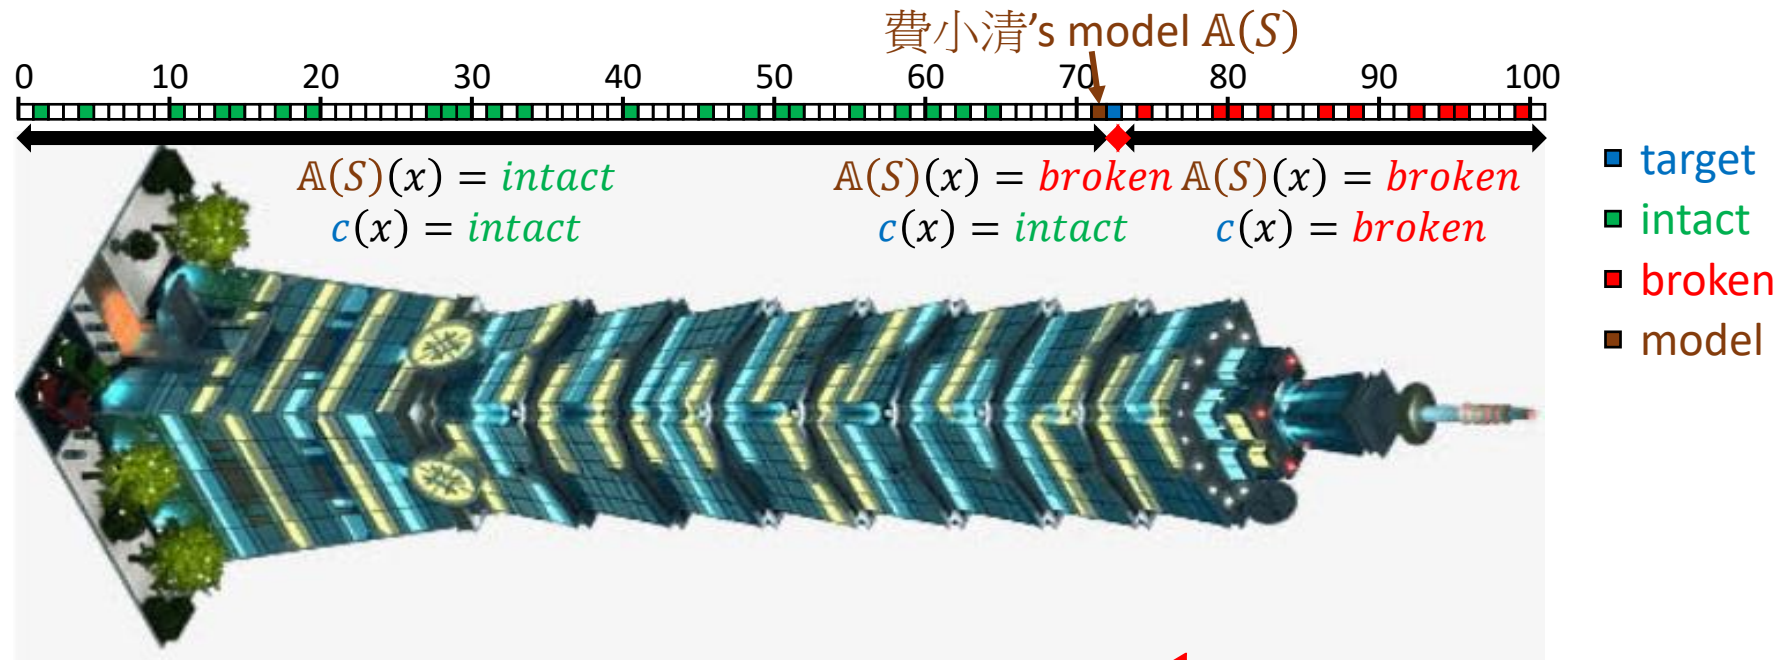 費小清's model 𝔸(S)
0 10 20 30 40 50 60 70 80 90 100
𝔸(S)(x) = intact
c(x) = intact
𝔸(S)(x) = broken
c(x) = intact
𝔸(S)(x) = broken
c(x) = broken
target
intact
broken
model